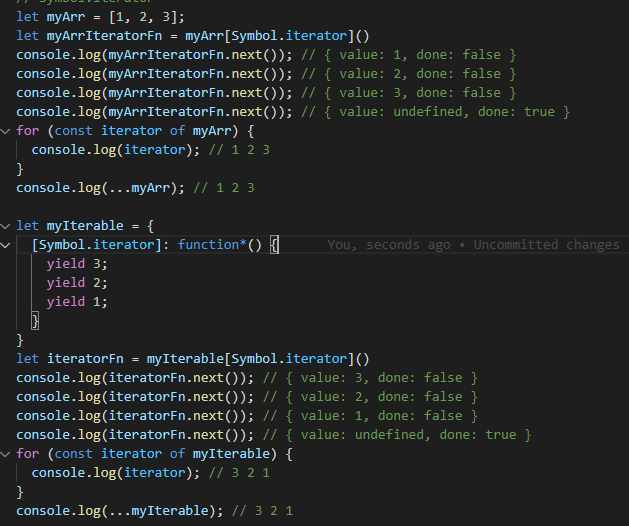 // Symbol.iterator
let myArr = [1, 2, 3];
let myArrIteratorFn = myArr[Symbol.iterator]()
console.log(myArrIteratorFn.next()); // { value: 1, done: false }
console.log(myArrIteratorFn.next()); // { value: 2, done: false }
console.log(myArrIteratorFn.next()); // { value: 3, done: false }
console.log(myArrIteratorFn.next()); // { value: undefined, done: true }
for (const iterator of myArr) {
  console.log(iterator); // 1 2 3
}
console.log(...myArr); // 1 2 3
let myIterable = {
  [Symbol.iterator]: function*() { You, seconds ago • Uncommitted changes
    yield 3;
    yield 2;
    yield 1;
  }
}
let iteratorFn = myIterable[Symbol.iterator]()
console.log(iteratorFn.next()); // { value: 3, done: false }
console.log(iteratorFn.next()); // { value: 2, done: false }
console.log(iteratorFn.next()); // { value: 1, done: false }
console.log(iteratorFn.next()); // { value: undefined, done: true }
for (const iterator of myIterable) {
  console.log(iterator); // 3 2 1
}
console.log(...myIterable); // 3 2 1